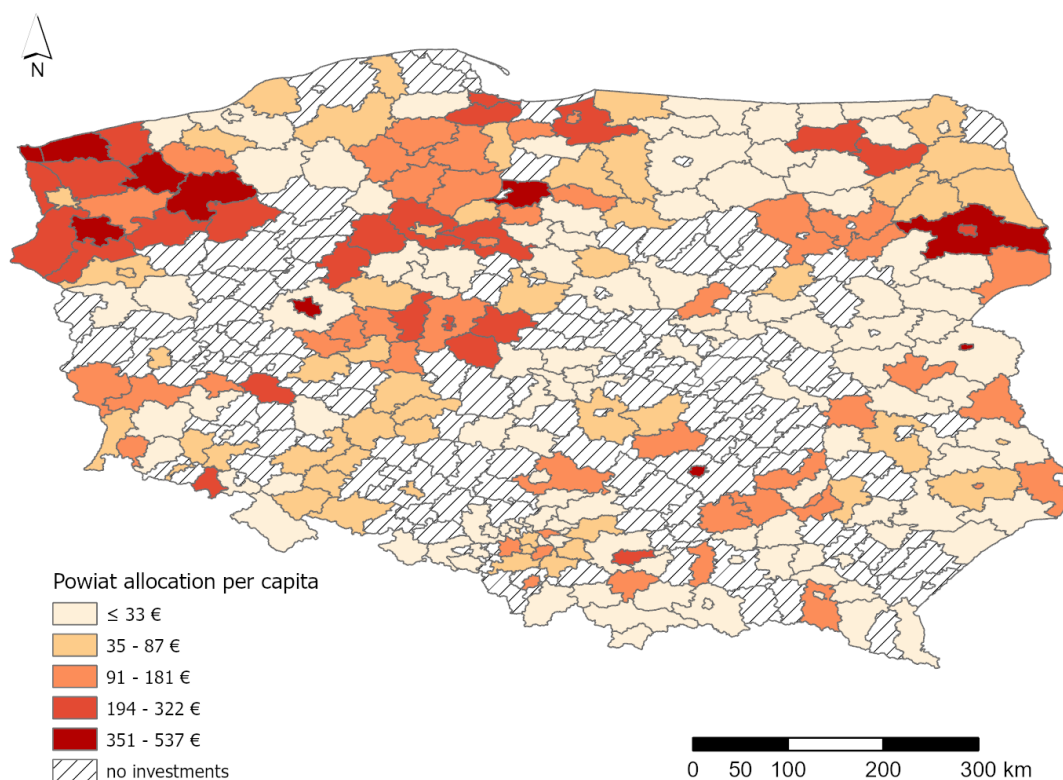 N
Powiat allocation per capita
≤ 33 €
35 - 87 €
91 - 181 €
194 - 322 €
351 - 537 €
no investments
0 50 100 200 300 km